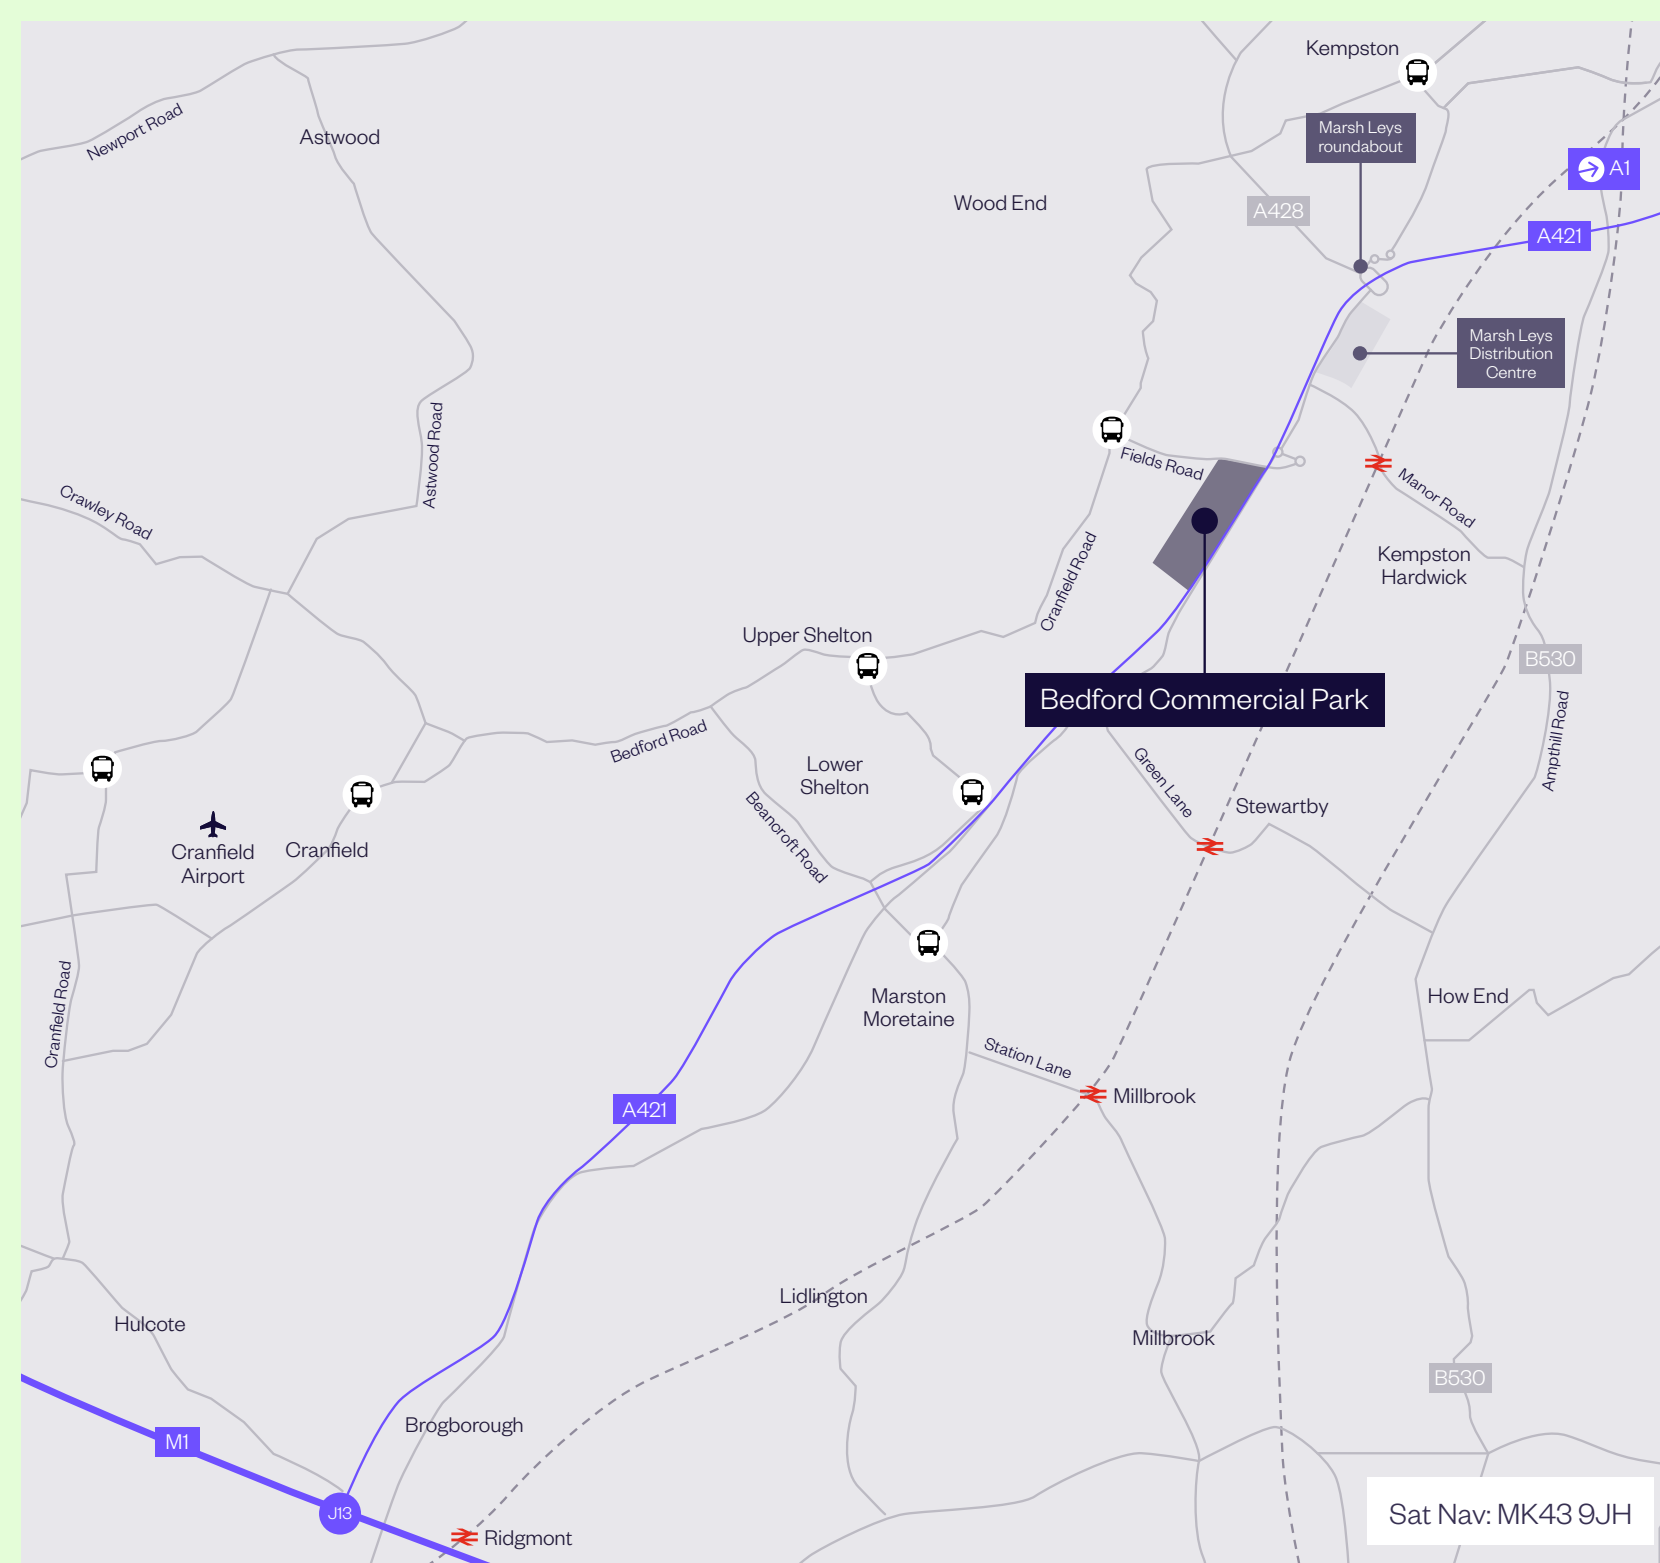 Kempston
Newport Road
Astwood
Marsh Leys
roundabout
A1
Wood End
A428
A421
Marsh Leys
Distribution
Centre
Astwood Road
Fields Road
Crawley Road
Manor Road
Kempston
Hardwick
Cranfield Road
Upper Shelton
B530
Bedford Commercial Park
Bedford Road
Ampthill Road
Lower
Shelton
Green Lane
Beancroft Road
Stewartby
Cranfield
Airport
Cranfield
Cranfield Road
Marston
Moretaine
How End
Station Lane
Millbrook
A421
Lidlington
Hulcote
Millbrook
B530
Brogborough
M1
J13
Ridgmont
Sat Nav: MK43 9JH